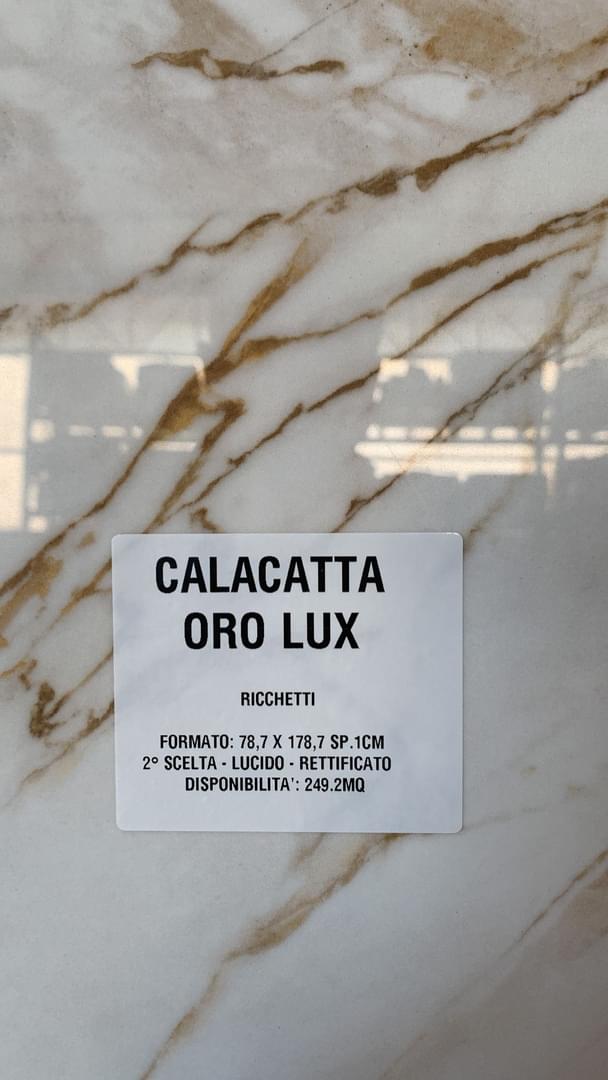 CALACATTA
ORO LUX
RICCHETTI
FORMATO: 78,7 X 178,7 SP.1CM
2° SCELTA - LUCIDO - RETTIFICATO
DISPONIBILITA': 249.2MQ